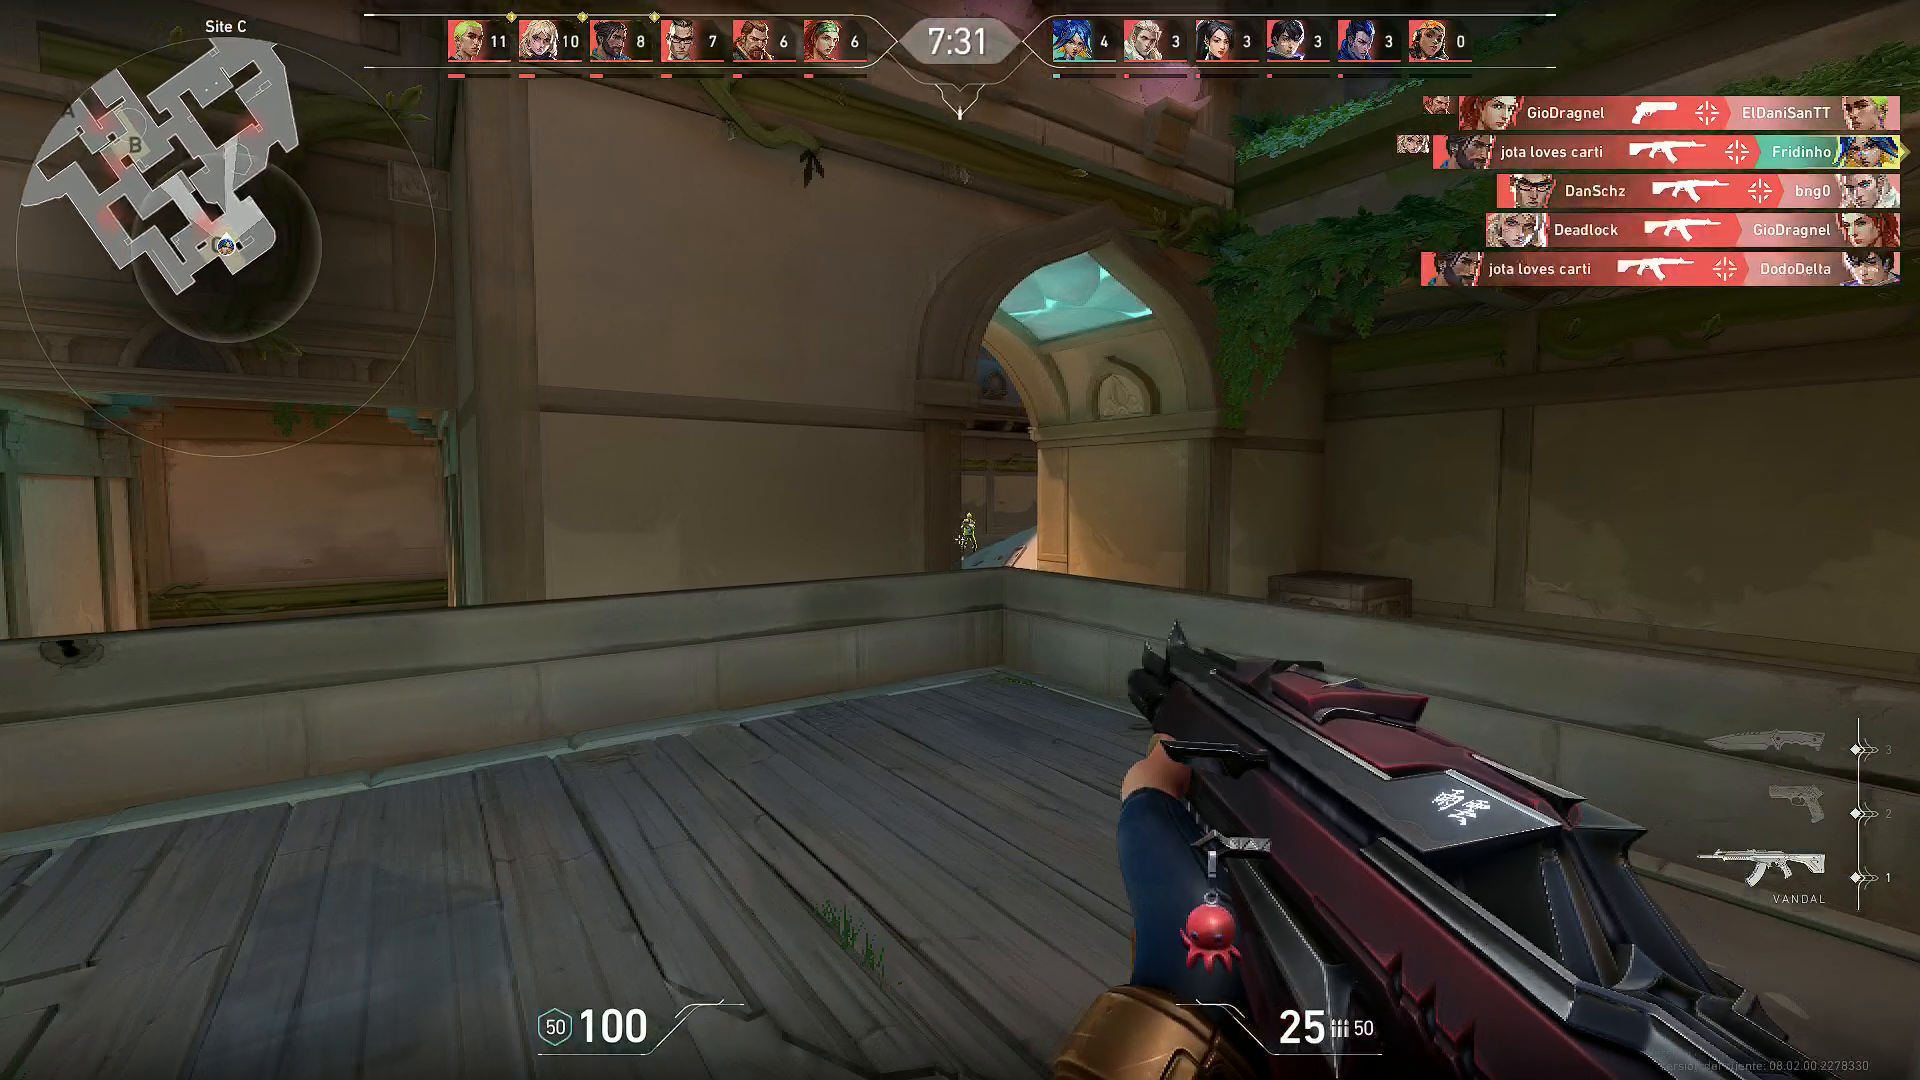 Site C
A
B
11 10 8 7 6 6
7:31
4 3 3 3 3 0
GioDragnel ElDaniSanTT
jota loves carti Fridinho
DanSchz bng0
Deadlock GioDragnel
jota loves carti DodoDelta
3
2
1
VANDAL
50 100
25 50